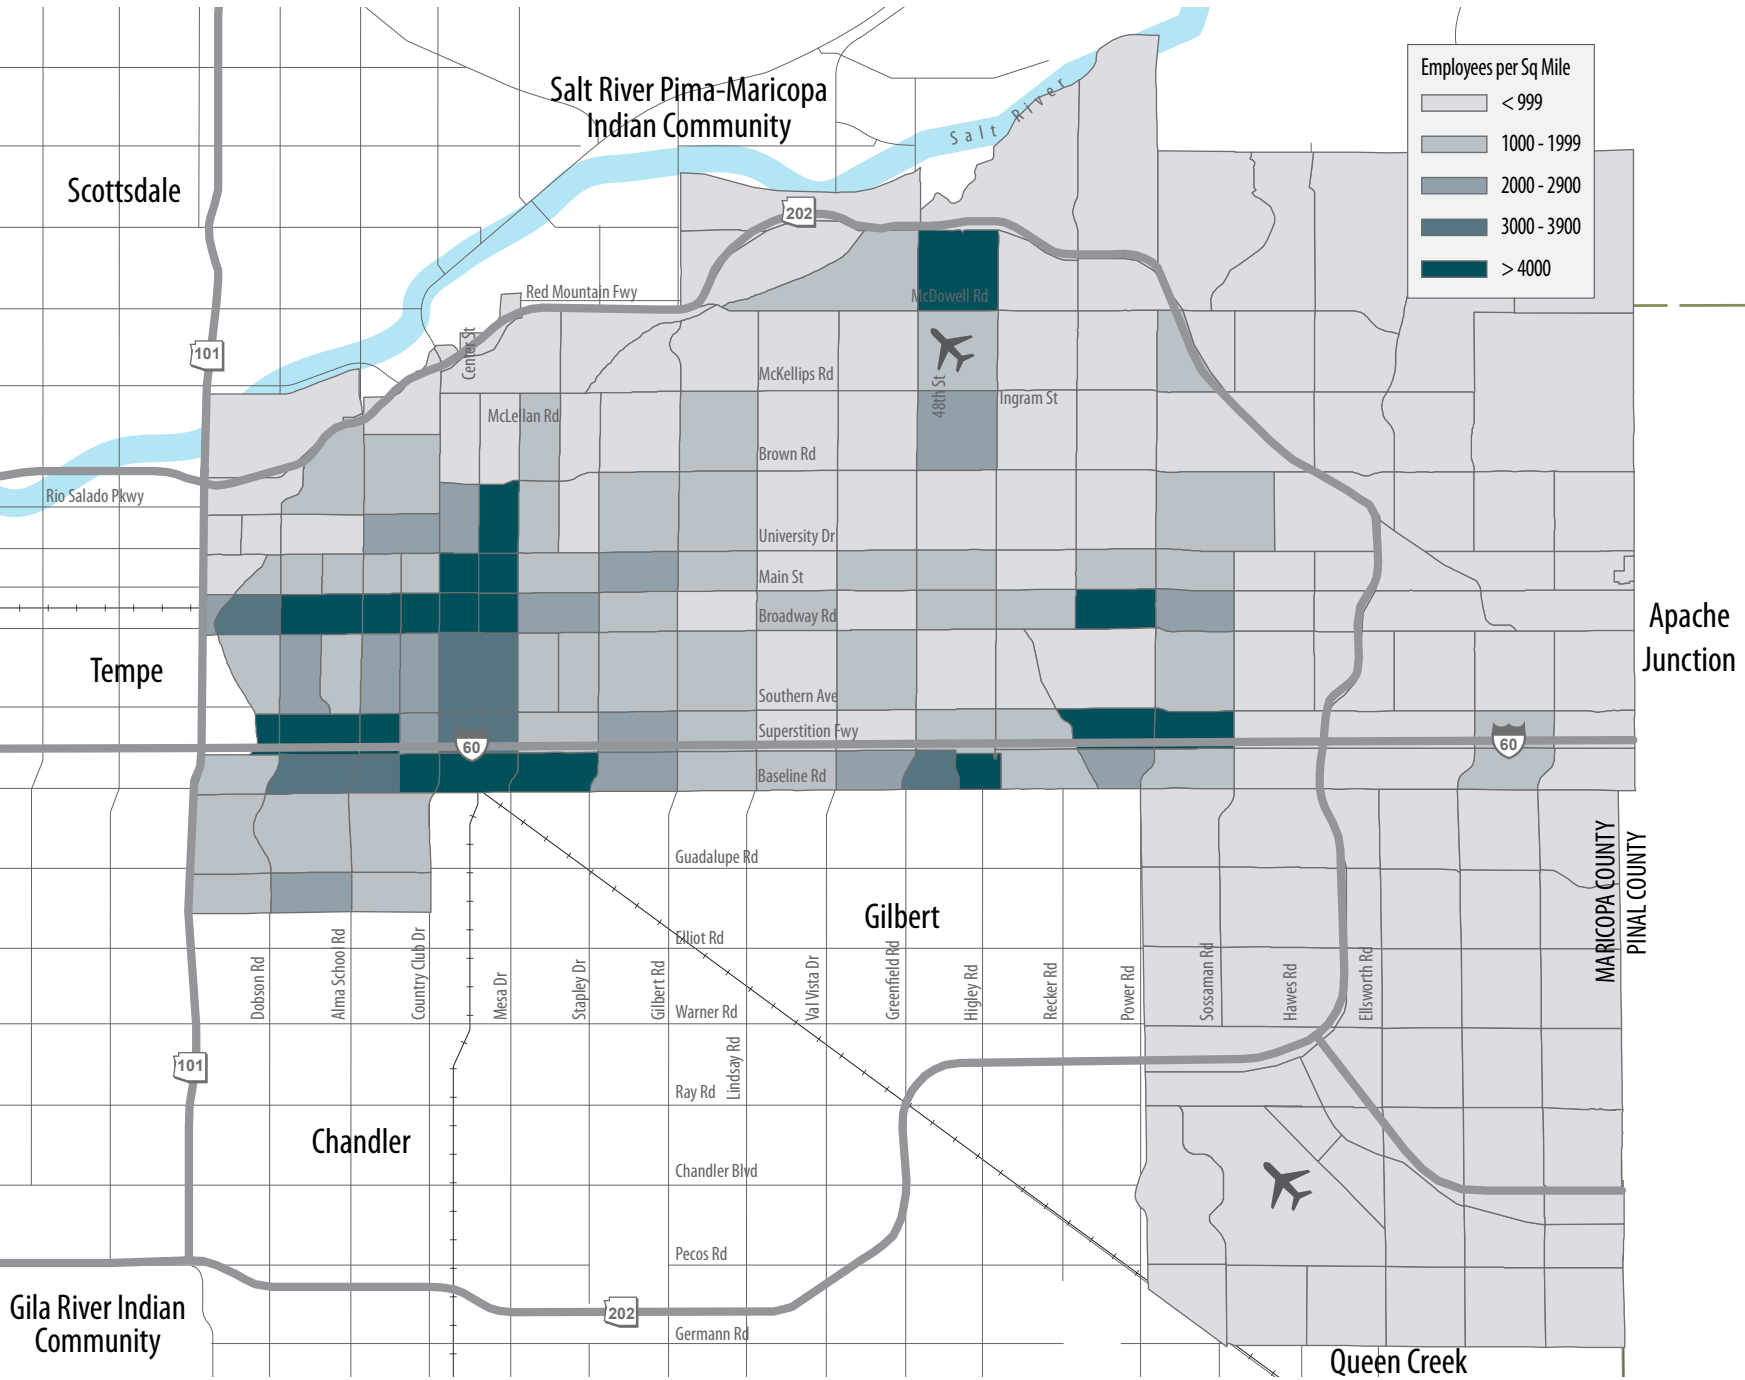 Employees per Sq Mile
< 999
1000 - 1999
2000 - 2900
3000 - 3900
> 4000
Salt River Pima-Maricopa
Indian Community
Salt River
Scottsdale
202
Red Mountain Fwy
McDowell Rd
101
Center St
McKellips Rd
48th St
Ingram St
McLellan Rd
Brown Rd
Rio Salado Pkwy
University Dr
Main St
Broadway Rd
Apache
Junction
Tempe
Southern Ave
Superstition Fwy
60
60
Baseline Rd
MARICOPA COUNTY
PINAL COUNTY
Guadalupe Rd
Gilbert
Elliot Rd
Dobson Rd
Alma School Rd
Country Club Dr
Mesa Dr
Stapley Dr
Gilbert Rd
Val Vista Dr
Greenfield Rd
Higley Rd
Recker Rd
Power Rd
Sossaman Rd
Hawes Rd
Ellsworth Rd
Warner Rd
Lindsay Rd
101
Ray Rd
Chandler
Chandler Blvd
Pecos Rd
Gila River Indian
Community
202
Germann Rd
Queen Creek